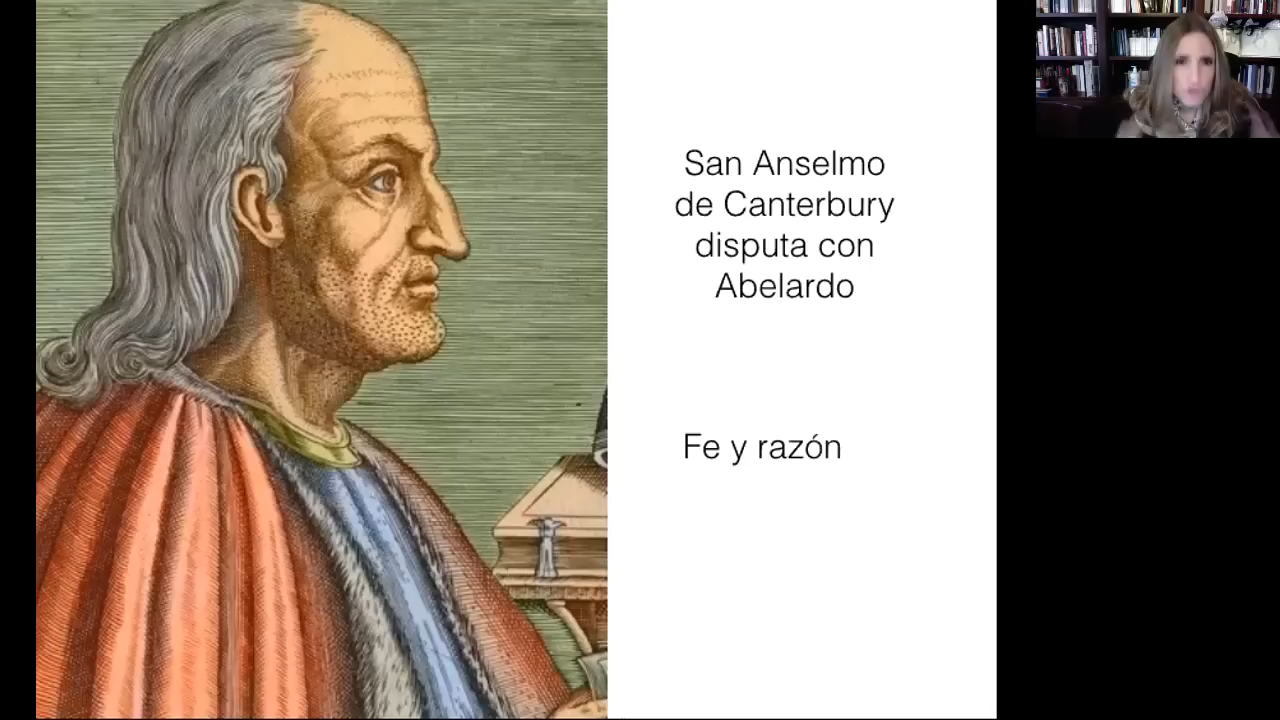 San Anselmo
de Canterbury
disputa con
Abelardo
Fe y razón